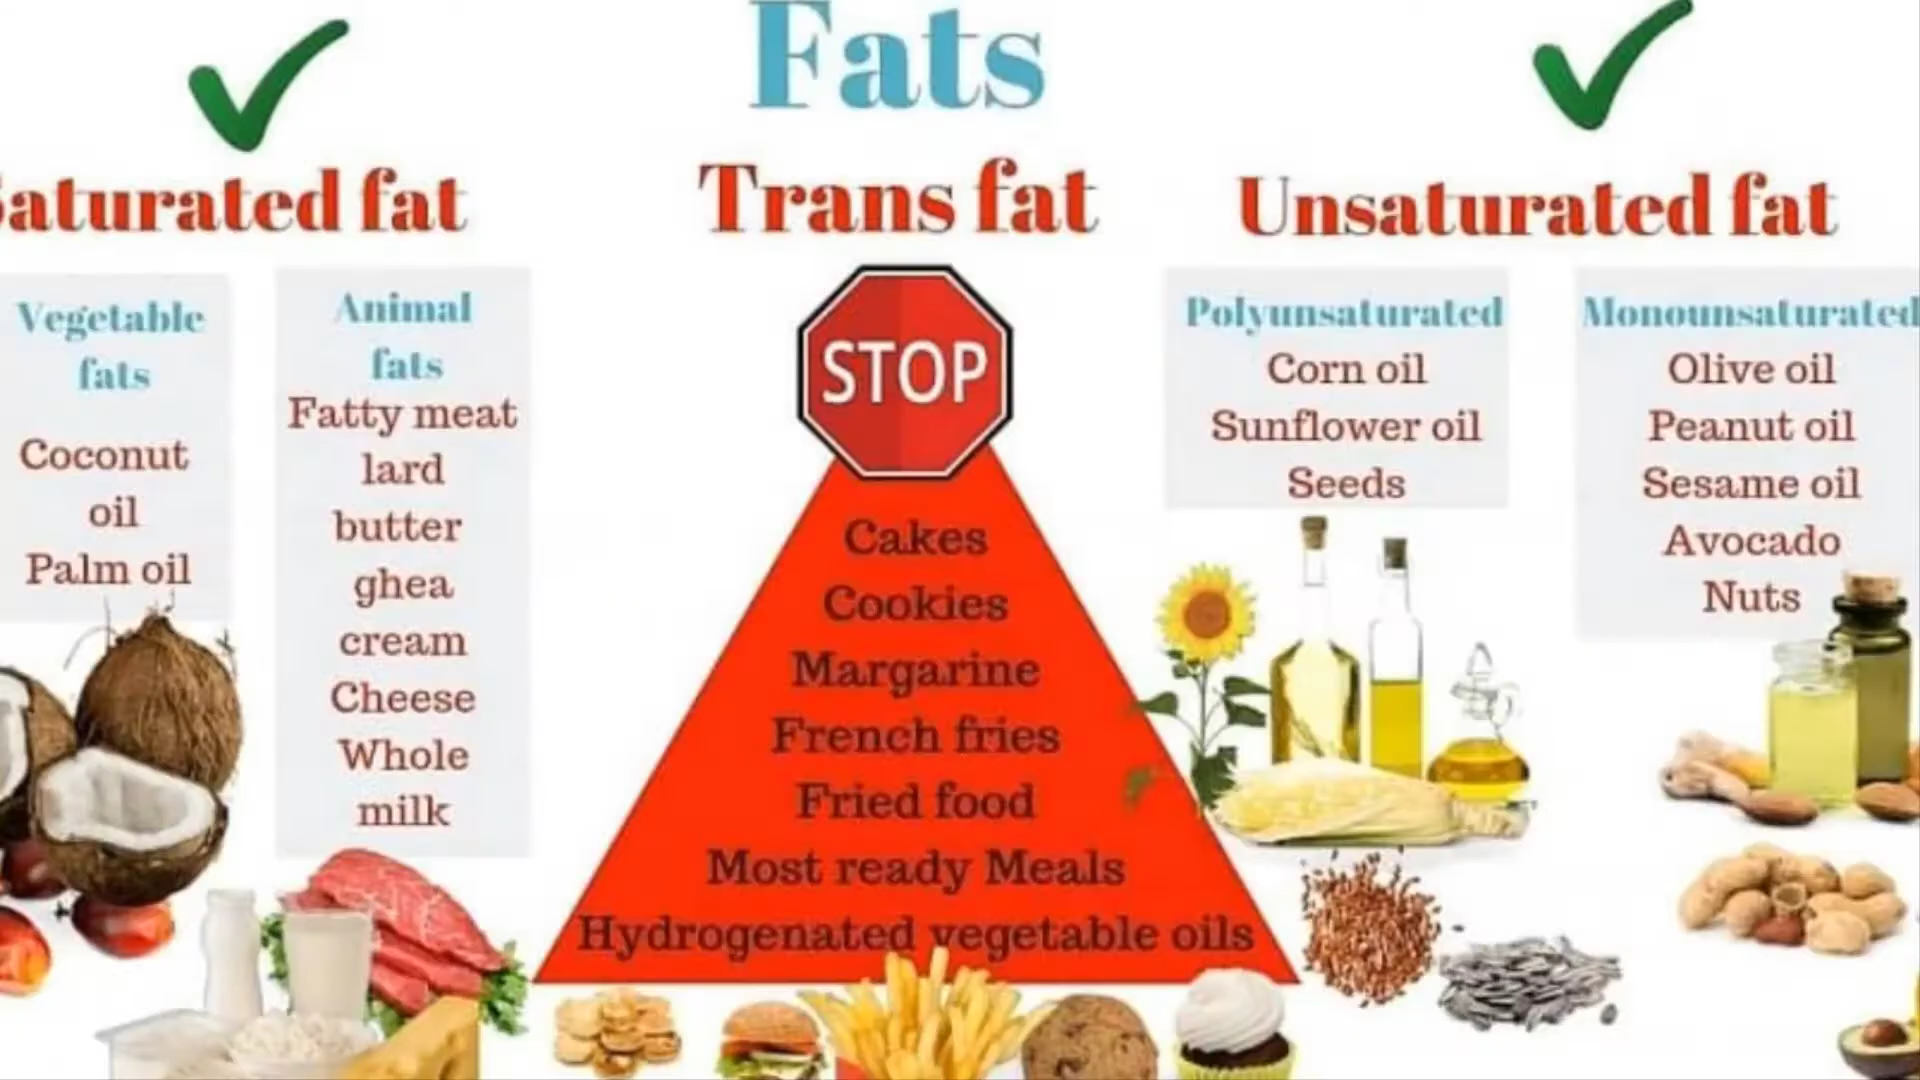 Fats
Saturated fat
Vegetable
fats
Coconut
oil
Palm oil
Animal
fats
Fatty meat
lard
butter
ghea
cream
Cheese
Whole
milk
Trans fat
STOP
Cakes
Cookies
Margarine
French fries
Fried food
Most ready Meals
Hydrogenated vegetable oils
Unsaturated fat
Polyunsaturated
Corn oil
Sunflower oil
Seeds
Monounsaturated
Olive oil
Peanut oil
Sesame oil
Avocado
Nuts